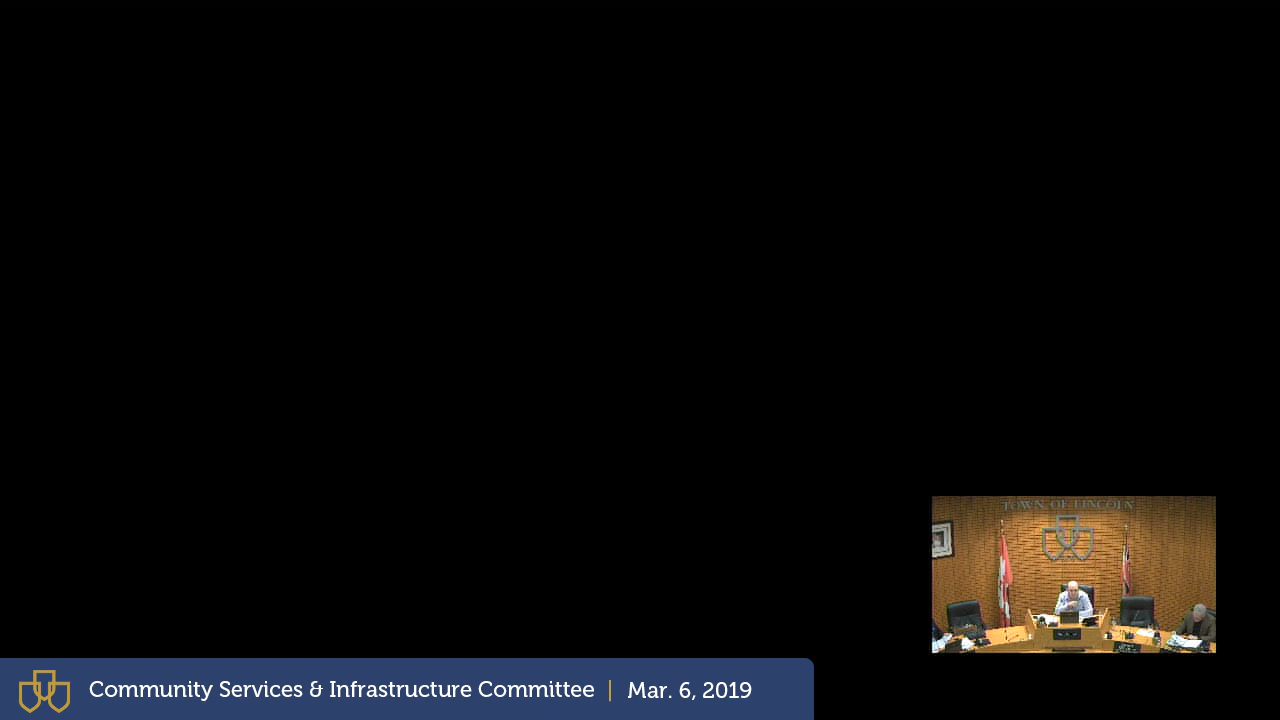 TOWN OF LINCOLN
Community Services & Infrastructure Committee | Mar. 6, 2019